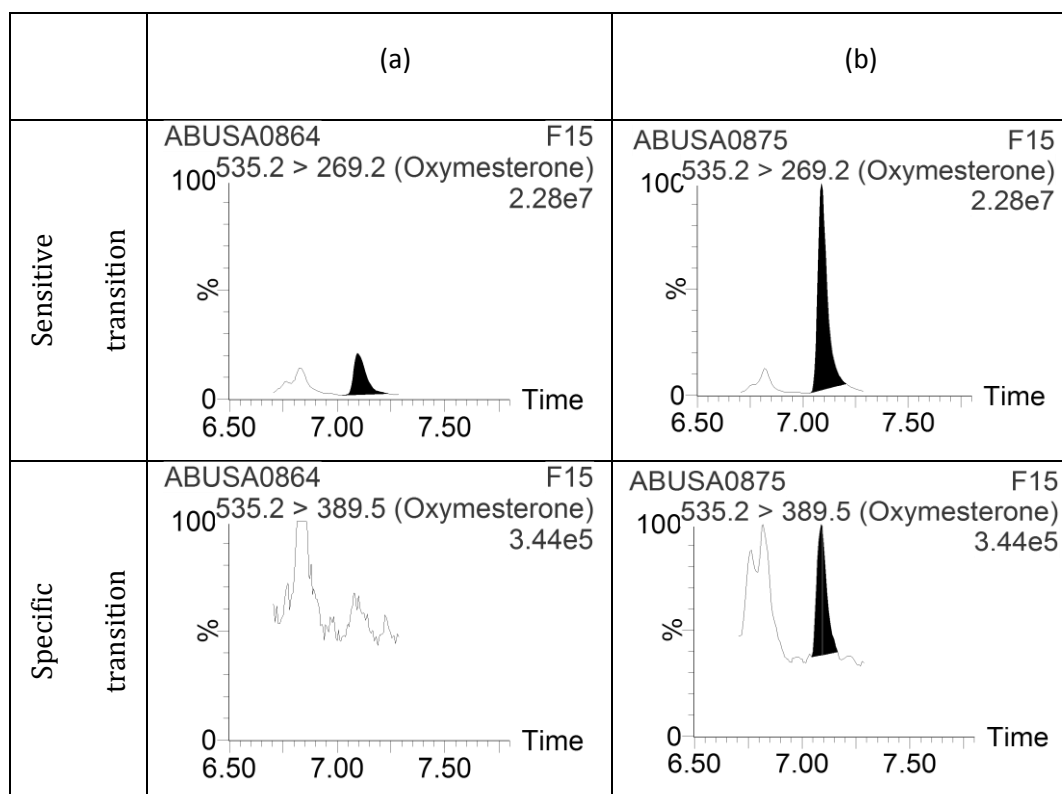 (a)
(b)
Sensitive
transition
ABUSA0864 F15
535.2 > 269.2 (Oxymesterone)
2.28e7
100
%
0
Time
6.50 7.00 7.50
ABUSA0875 F15
535.2 > 269.2 (Oxymesterone)
2.28e7
100
%
0
Time
6.50 7.00 7.50
Specific
transition
ABUSA0864 F15
535.2 > 389.5 (Oxymesterone)
3.44e5
100
%
0
Time
6.50 7.00 7.50
ABUSA0875 F15
535.2 > 389.5 (Oxymesterone)
3.44e5
100
%
0
Time
6.50 7.00 7.50